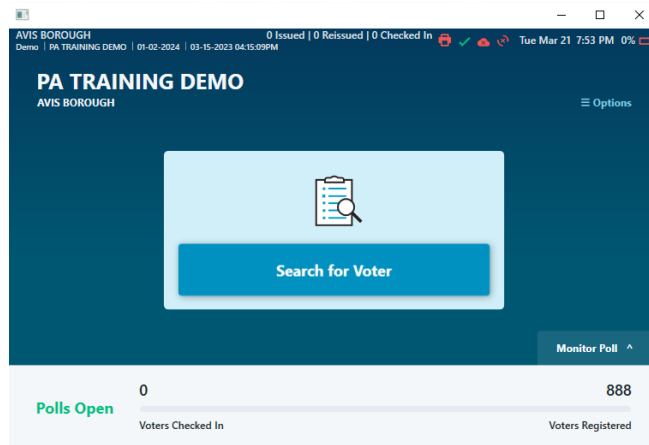 AVIS BOROUGH 0 Issued | 0 Reissued | 0 Checked In
Demo | PA TRAINING DEMO | 01-02-2024 | 03-15-2023 04:15:09PM Tue Mar 21 7:53 PM 0%
PA TRAINING DEMO
AVIS BOROUGH
☰ Options
Search for Voter
Monitor Poll ^
0 888
Polls Open
Voters Checked In Voters Registered